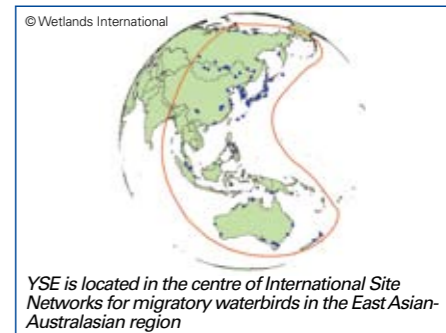 © Wetlands International
YSE is located in the centre of International Site
Networks for migratory waterbirds in the East Asian-
Australasian region